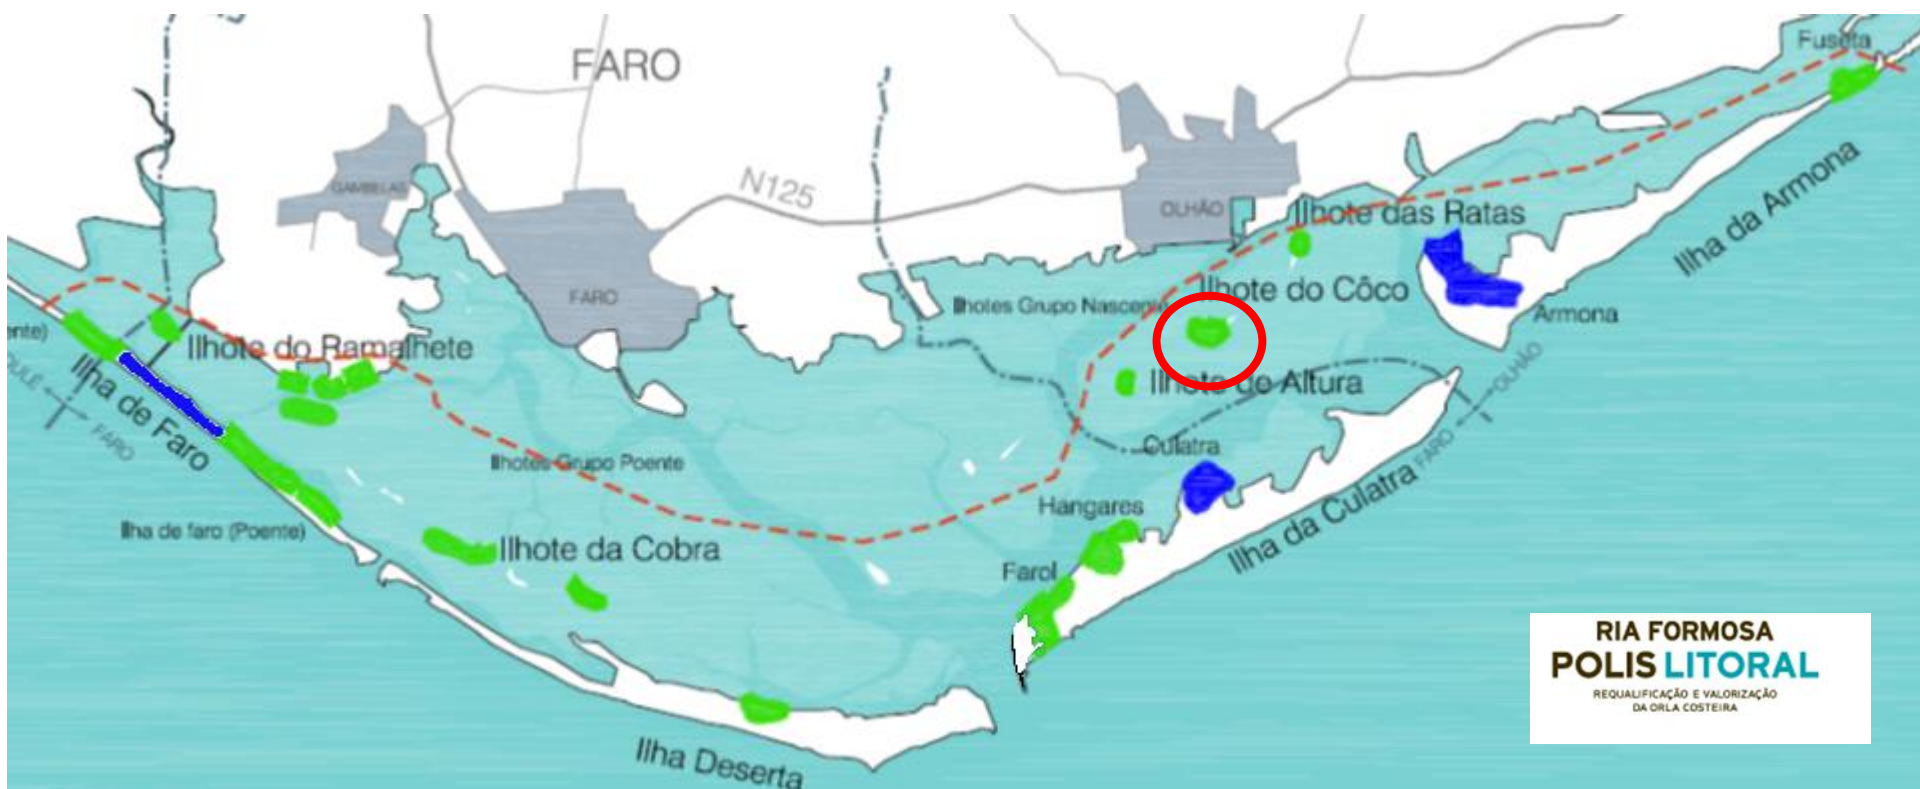 Fuseta
FARO
GAMBELAS
N125
OLHÃO
Ilhote das Ratas
Ilha da Armona
FARO
Ilhotes Grupo
Ilhote do Côco
Armona
Ilhote do Ramalhete
OLHÃO
Ilhote de Altura
Ilha de Faro
FARO
Culatra
FARO
Ilhotes Grupo Poente
Hangares
Ilha da Culatra
Ilha de faro (Poente)
Ilhote da Cobra
Farol
Ilha Deserta
RIA FORMOSA
POLIS LITORAL
REQUALIFICAÇÃO E VALORIZAÇÃO
DA ORLA COSTEIRA